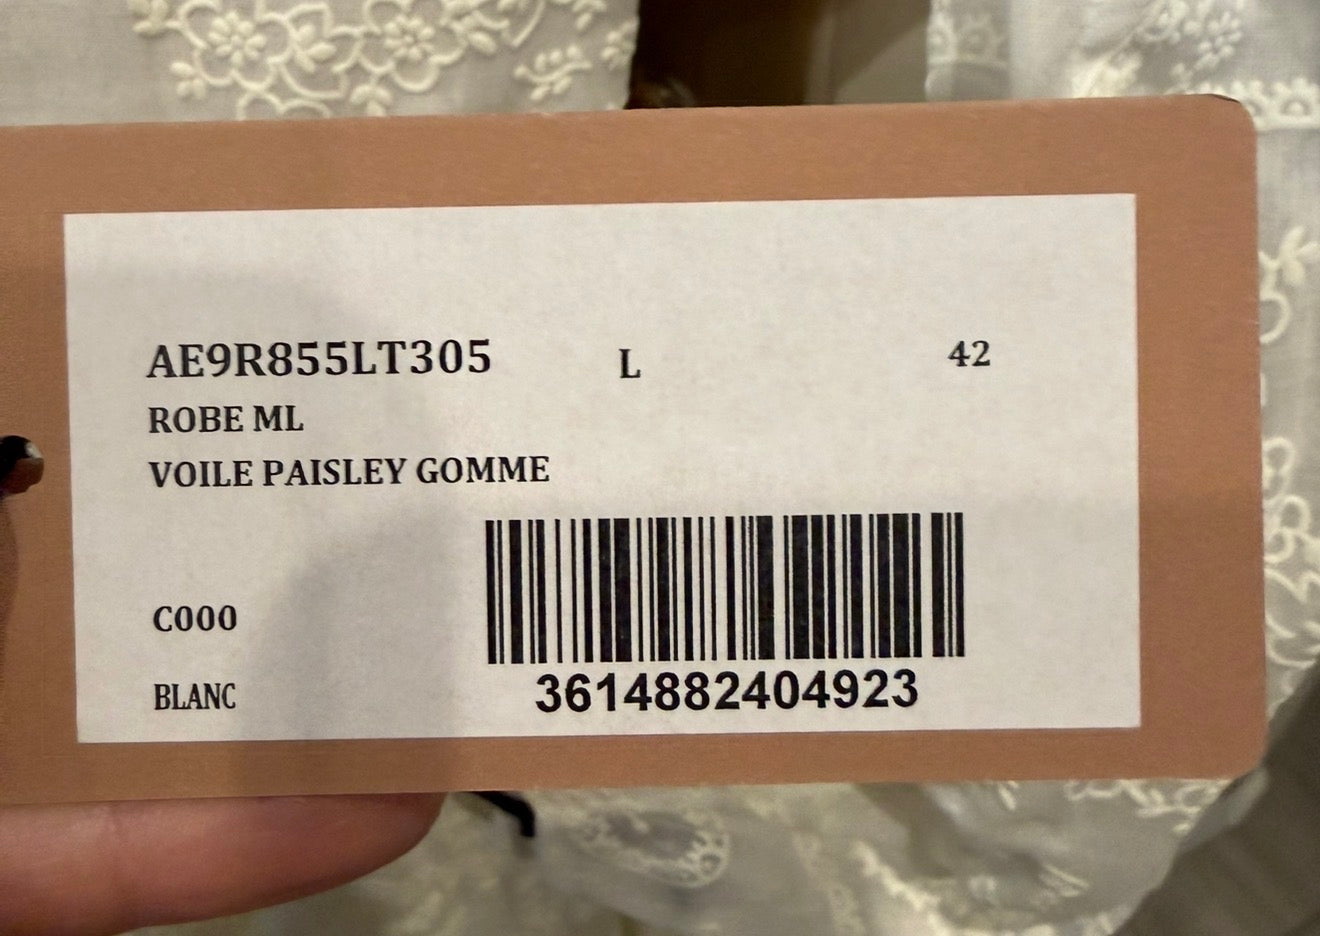 AE9R855LT305 L 42
ROBE ML
VOILE PAISLEY GOMME
C000
BLANC
3614882404923